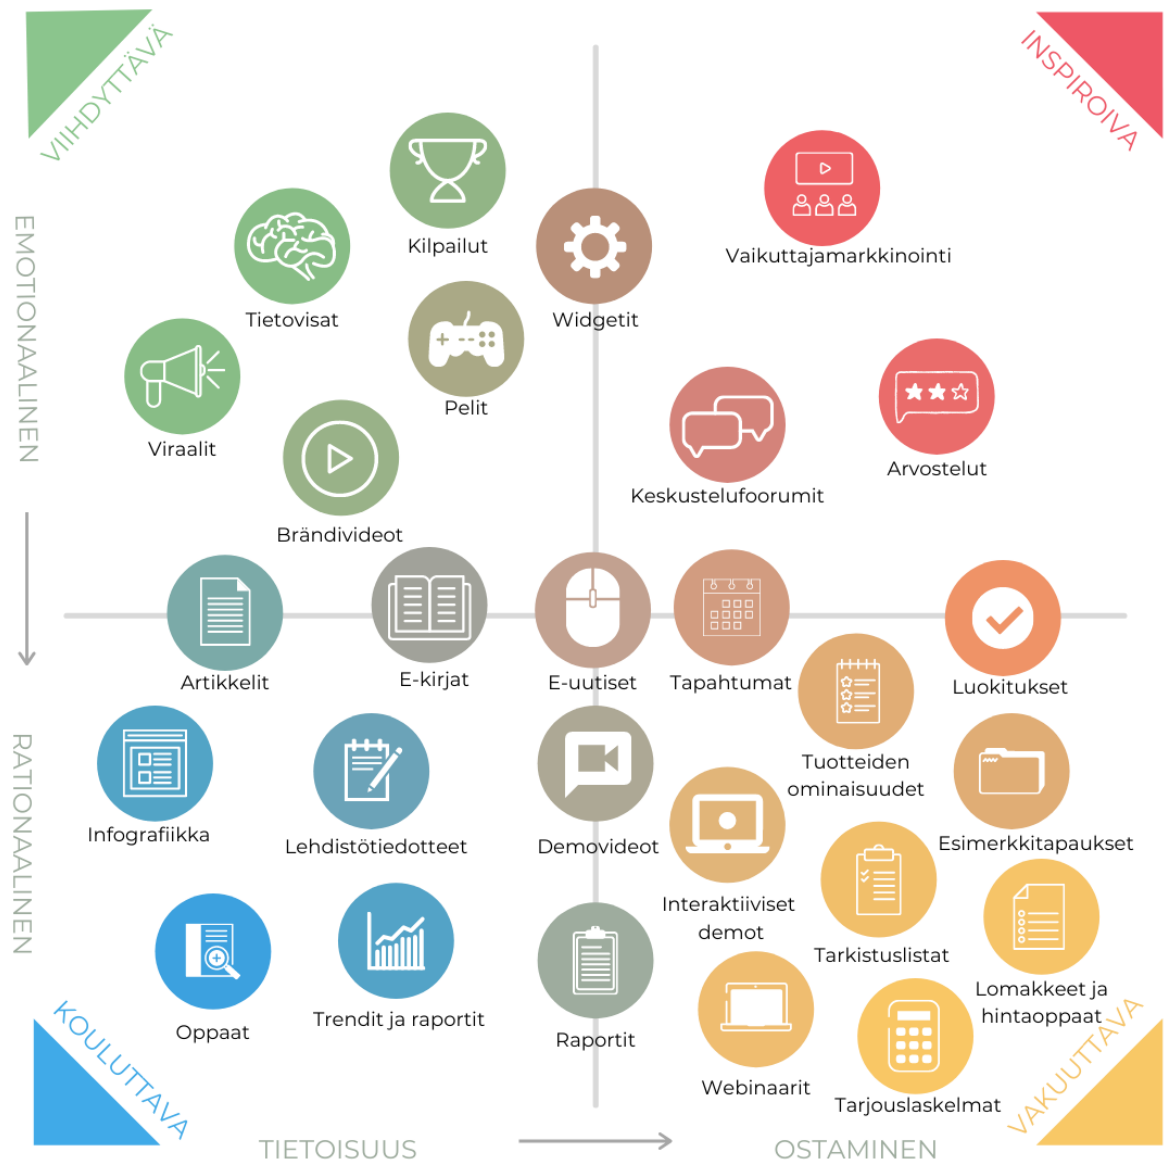 VIIHDYTTÄVÄ
INSPIROIVA
EMOTIONAALINEN
Kilpailut
Vaikuttajamarkkinointi
Tietovisat
Widgetit
Pelit
Viraalit
Arvostelut
Keskustelufoorumit
Brändivideot
Artikkelit
E-kirjat
E-uutiset
Tapahtumat
Luokitukset
RATIONAALINEN
Tuotteiden
ominaisuudet
Infografiikka
Lehdistötiedotteet
Demovideot
Esimerkkitapaukset
Interaktiiviset
demot
Tarkistuslistat
Lomakkeet ja
hintaoppaat
Oppaat
Trendit ja raportit
Raportit
Webinaarit
Tarjouslaskelmat
KOULUTTAVA
VAKUUTTAVA
TIETOISUUS
OSTAMINEN